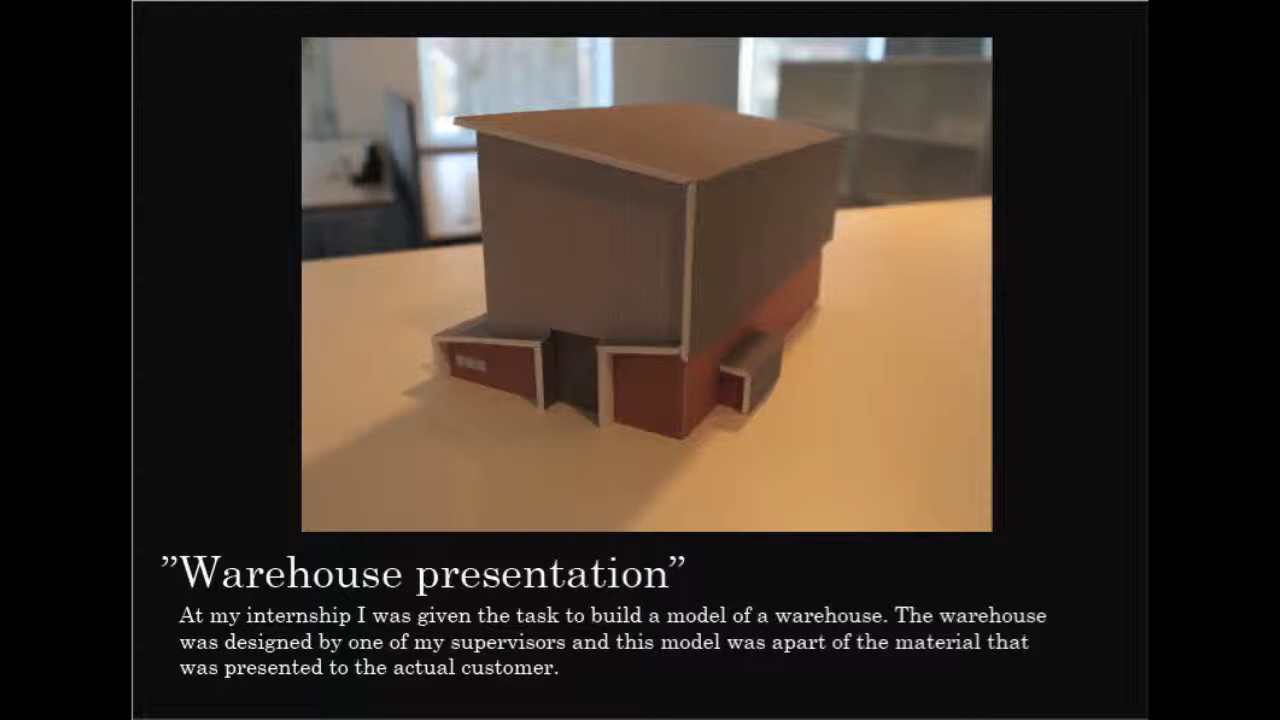 ”Warehouse presentation”
At my internship I was given the task to build a model of a warehouse. The warehouse
was designed by one of my supervisors and this model was apart of the material that
was presented to the actual customer.